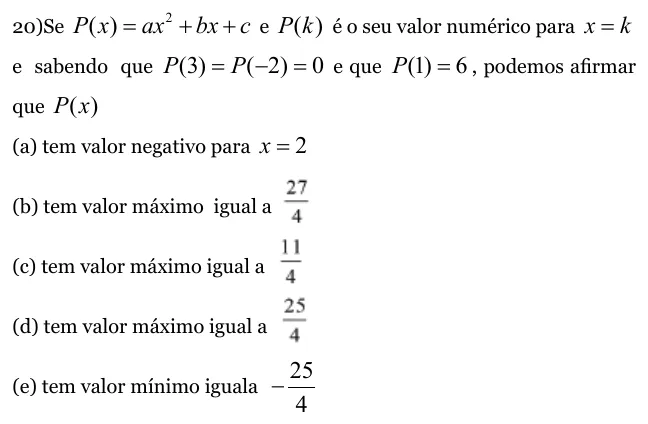 20)Se P(x) = ax² + bx + c e P(k) é o seu valor numérico para x = k
e sabendo que P(3) = P(−2) = 0 e que P(1) = 6, podemos afirmar
que P(x)
(a) tem valor negativo para x = 2
(b) tem valor máximo igual a 27/4
(c) tem valor máximo igual a 11/4
(d) tem valor máximo igual a 25/4
(e) tem valor mínimo iguala −25/4